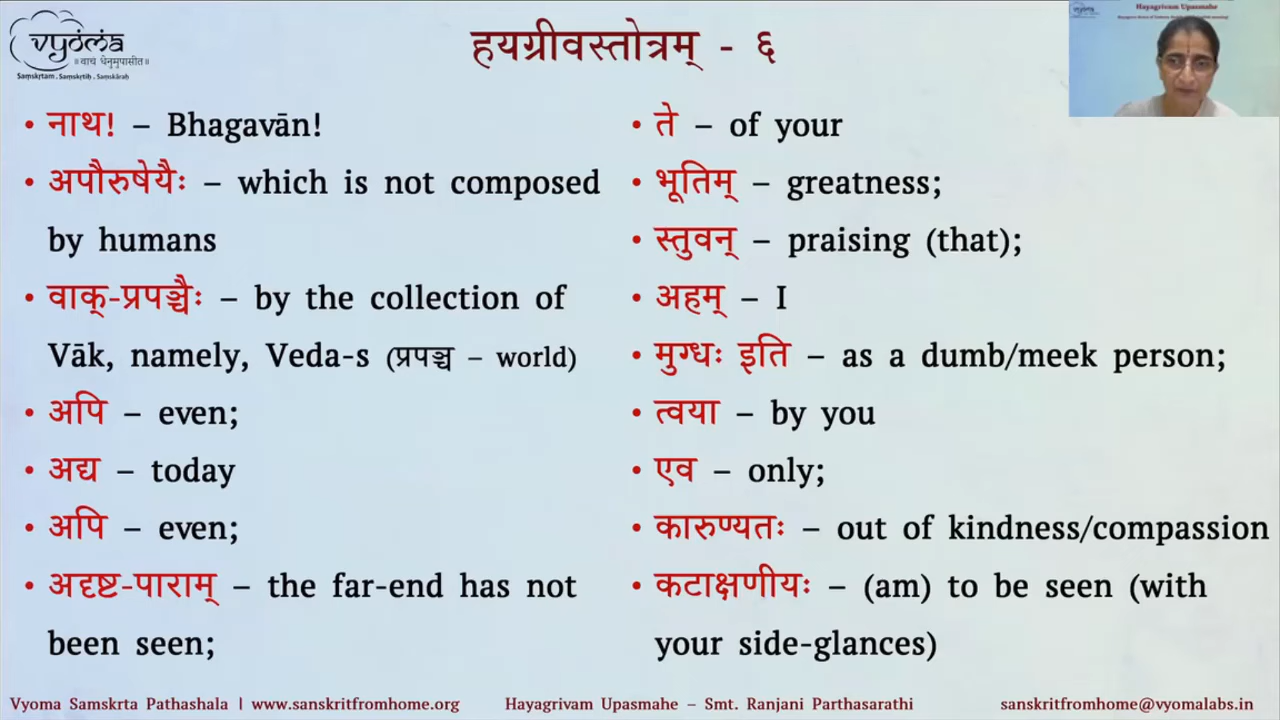 vyoma
॥वाचं धेनुमुपासीत॥
Saṃskṛtam . Saṃskṛtiḥ . Saṃskāraḥ
हयग्रीवस्तोत्रम् - ६
Hayagrivam Upasmahe
• नाथ! – Bhagavān!
• अपौरुषेयैः – which is not composed
by humans
• वाक्-प्रपञ्चैः – by the collection of
Vāk, namely, Veda-s (प्रपञ्च – world)
• अपि – even;
• अद्य – today
• अपि – even;
• अदृष्ट-पाराम् – the far-end has not
been seen;
• ते – of your
• भूतिम् – greatness;
• स्तुवन् – praising (that);
• अहम् – I
• मुग्धः इति – as a dumb/meek person;
• त्वया – by you
• एव – only;
• कारुण्यतः – out of kindness/compassion
• कटाक्षणीयः – (am) to be seen (with
your side-glances)
Vyoma Samskrta Pathashala | www.sanskritfromhome.org
Hayagrivam Upasmahe – Smt. Ranjani Parthasarathi
sanskritfromhome@vyomalabs.in